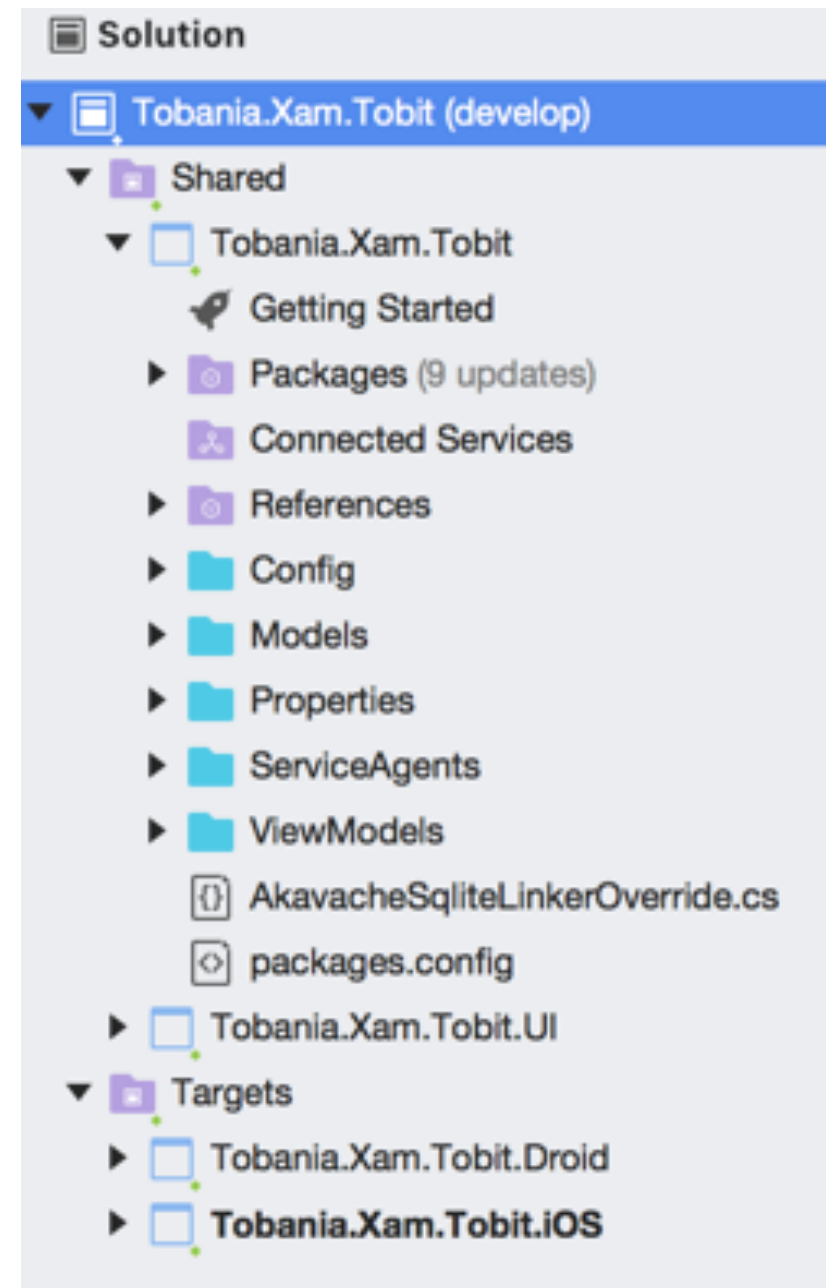 Solution
Tobania.Xam.Tobit (develop)
Shared
Tobania.Xam.Tobit
Getting Started
Packages (9 updates)
Connected Services
References
Config
Models
Properties
ServiceAgents
ViewModels
AkavacheSqliteLinkerOverride.cs
packages.config
Tobania.Xam.Tobit.UI
Targets
Tobania.Xam.Tobit.Droid
Tobania.Xam.Tobit.iOS